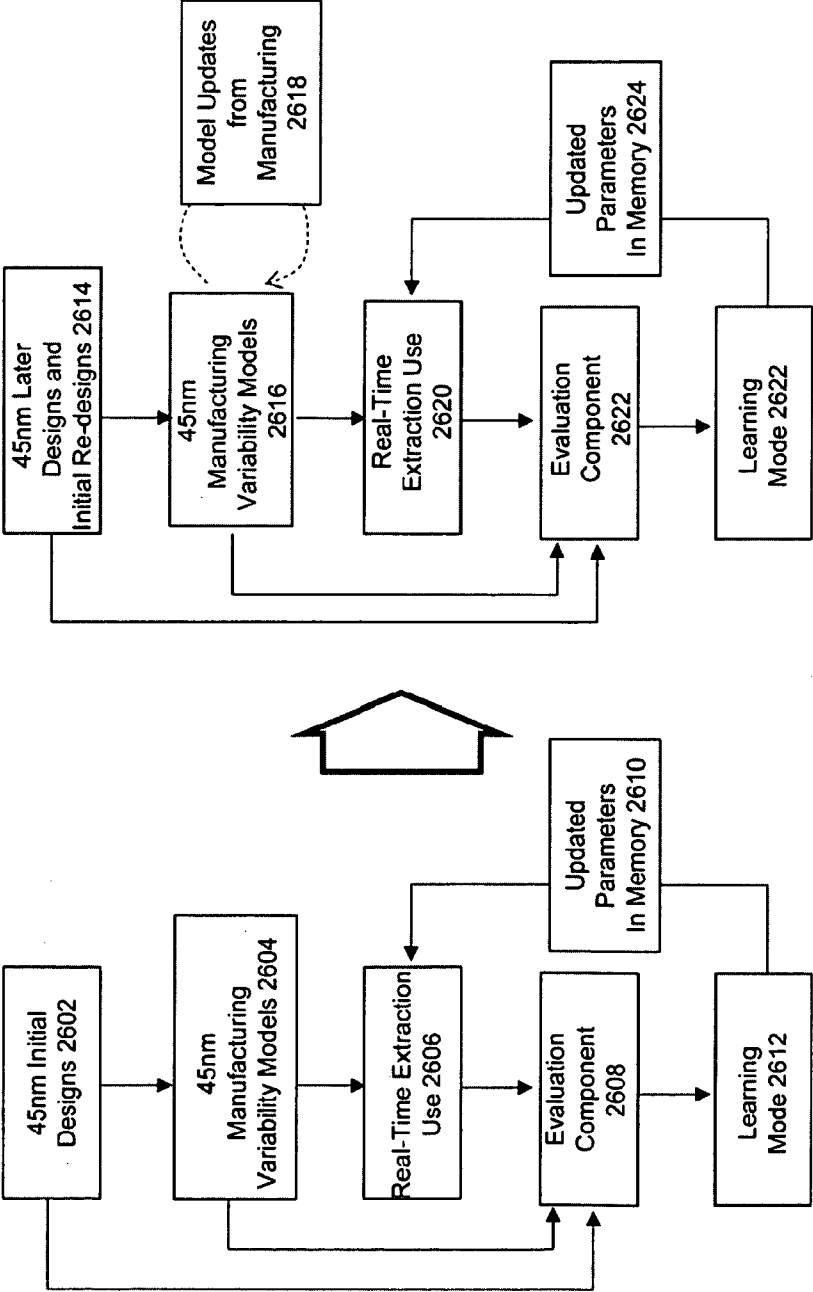 45nm Initial
Designs 2602
45nm
Manufacturing
Variability Models 2604
Real-Time Extraction
Use 2606
Evaluation
Component
2608
Learning
Mode 2612
Updated
Parameters
In Memory 2610
45nm Later
Designs and
Initial Re-designs 2614
45nm
Manufacturing
Variability Models
2616
Model Updates
from
Manufacturing
2618
Real-Time
Extraction Use
2620
Evaluation
Component
2622
Learning
Mode 2622
Updated
Parameters
In Memory 2624